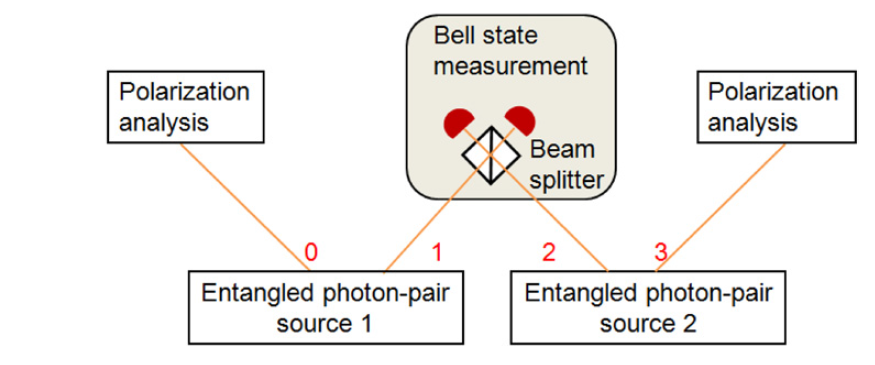 Bell state
measurement
Polarization
analysis
Polarization
analysis
Beam
splitter
0
1
2
3
Entangled photon-pair
source 1
Entangled photon-pair
source 2